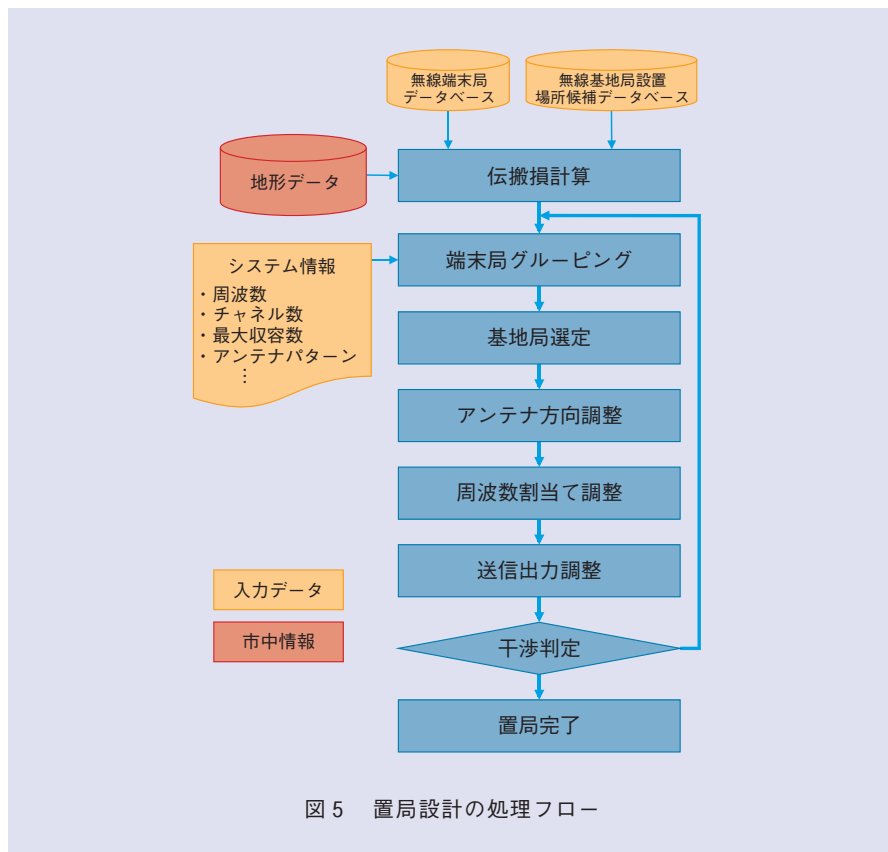 無線端末局
データベース
無線基地局設置
場所候補データベース
地形データ
伝搬損計算
システム情報
・周波数
・チャネル数
・最大収容数
・アンテナパターン
⋮
端末局グルーピング
基地局選定
アンテナ方向調整
周波数割当て調整
送信出力調整
入力データ
市中情報
干渉判定
置局完了
図5 置局設計の処理フロー